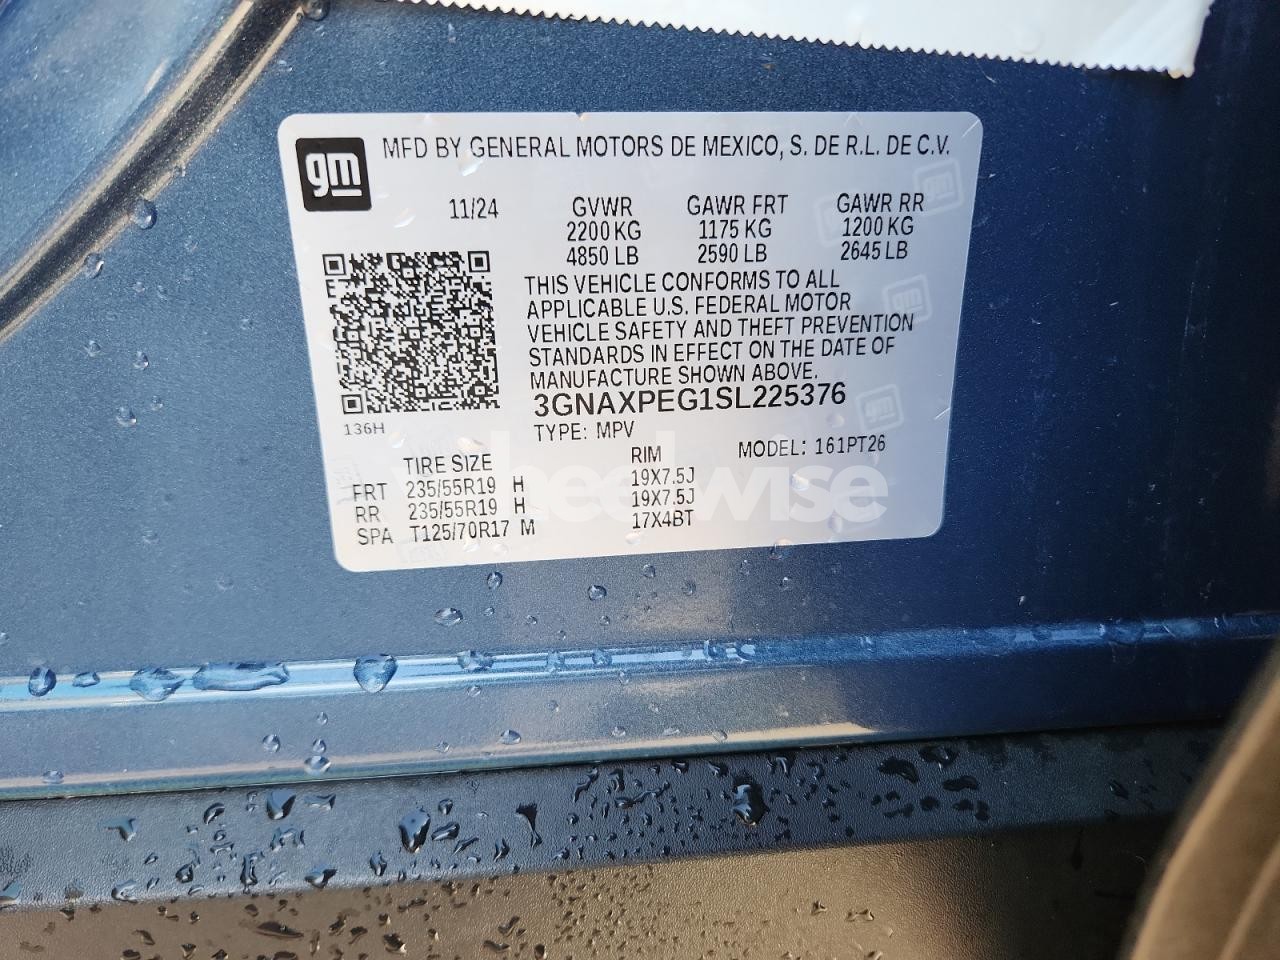 gm
MFD BY GENERAL MOTORS DE MEXICO, S. DE R.L. DE C.V.
11/24 GVWR GAWR FRT GAWR RR
2200 KG 1175 KG 1200 KG
4850 LB 2590 LB 2645 LB
THIS VEHICLE CONFORMS TO ALL
APPLICABLE U.S. FEDERAL MOTOR
VEHICLE SAFETY AND THEFT PREVENTION
STANDARDS IN EFFECT ON THE DATE OF
MANUFACTURE SHOWN ABOVE.
3GNAXPEG1SL225376
136H
TYPE: MPV
MODEL: 161PT26
TIRE SIZE RIM
FRT 235/55R19 H 19X7.5J
RR 235/55R19 H 19X7.5J
SPA T125/70R17 M 17X4BT
wheelwise